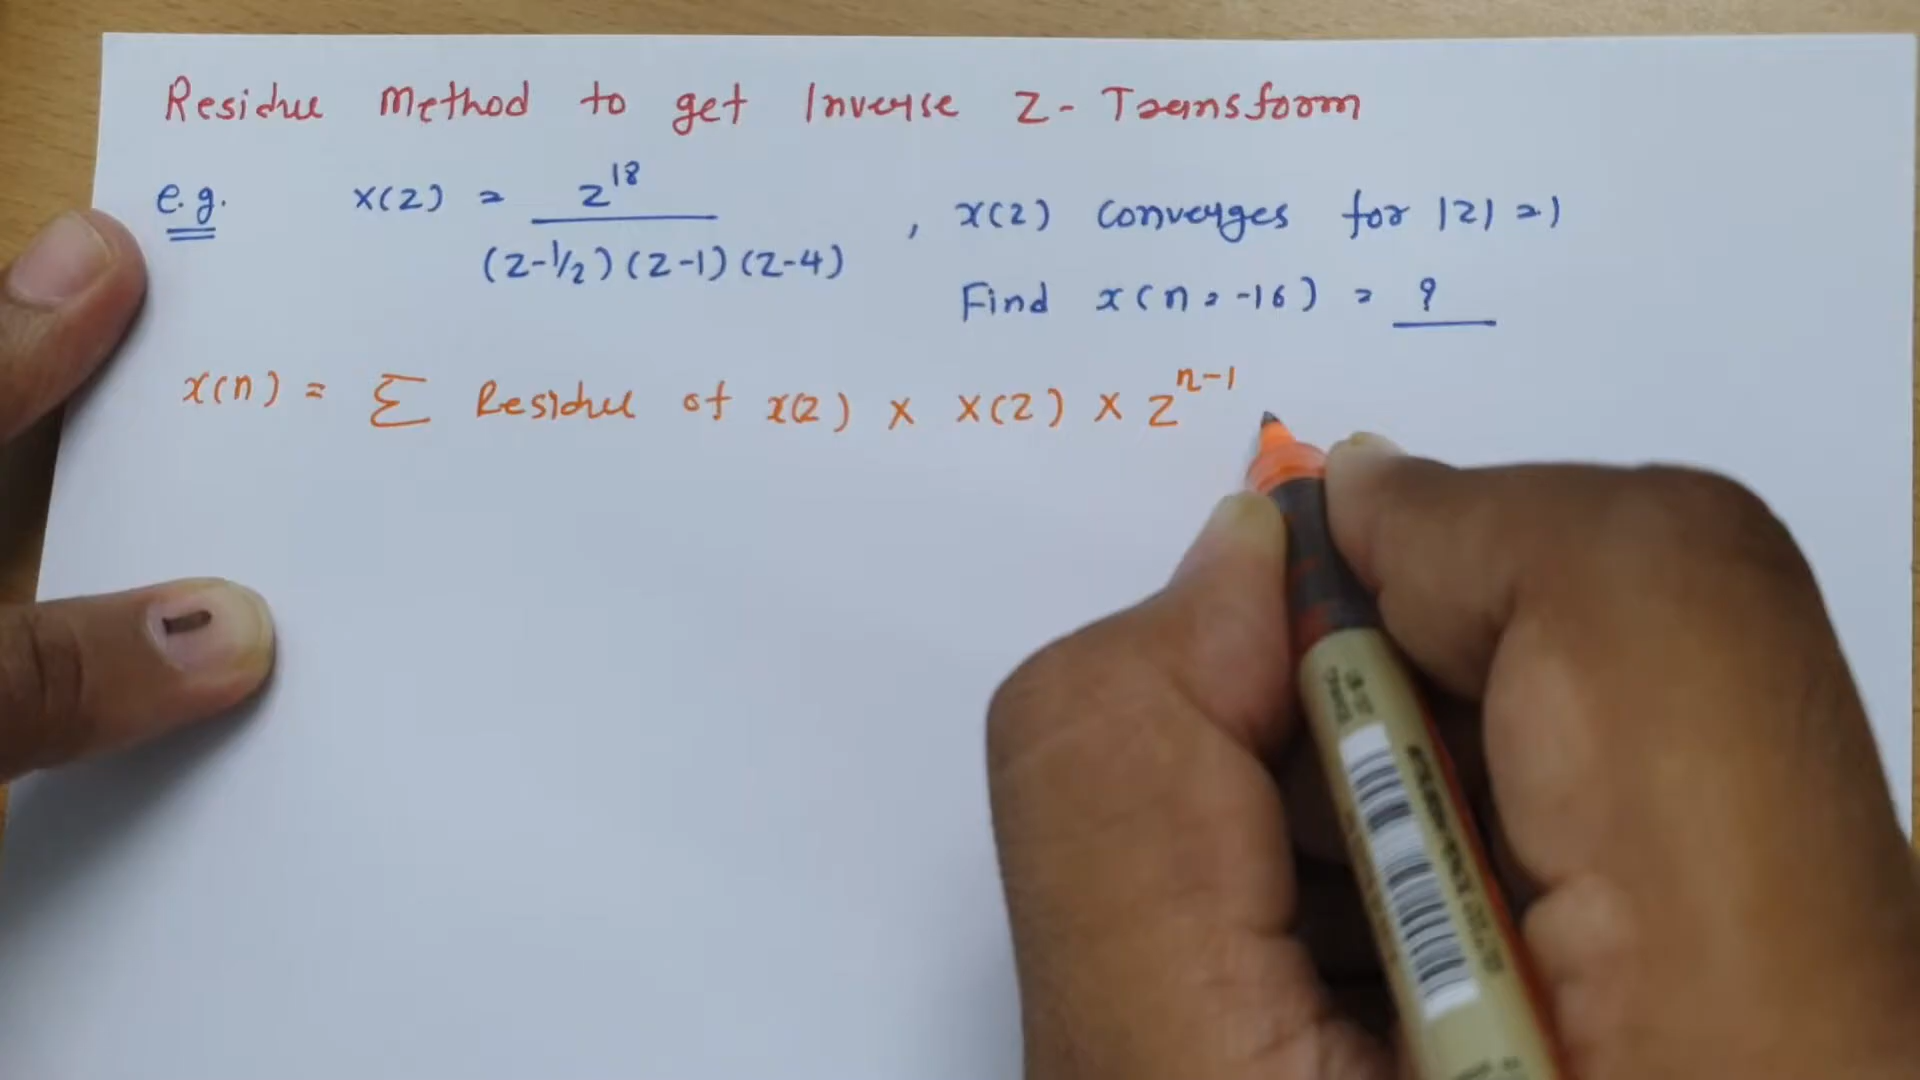 Residue Method to get Inverse Z-Transform
e.g. X(Z) = Z^18 / (Z-1/2)(Z-1)(Z-4) , X(Z) converges for |Z| = 1
Find x(n = -16) = ?
x(n) = Σ Residue of X(Z) × X(Z) × Z^n-1